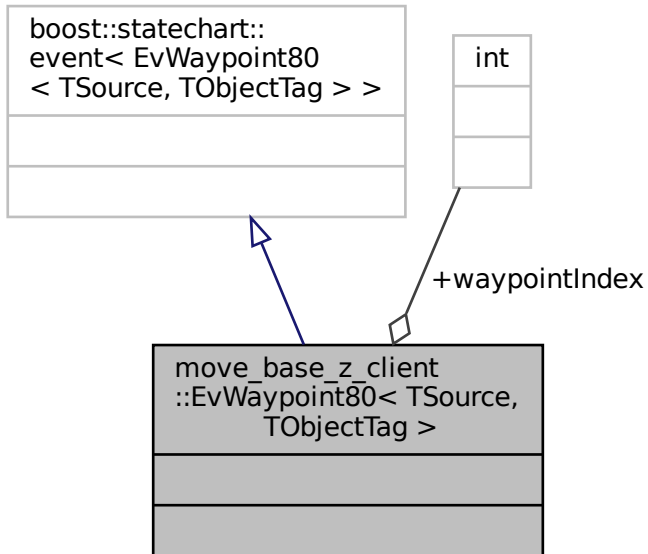 boost::statechart::
event< EvWaypoint80
< TSource, TObjectTag > >
int
+waypointIndex
move_base_z_client
::EvWaypoint80< TSource,
TObjectTag >